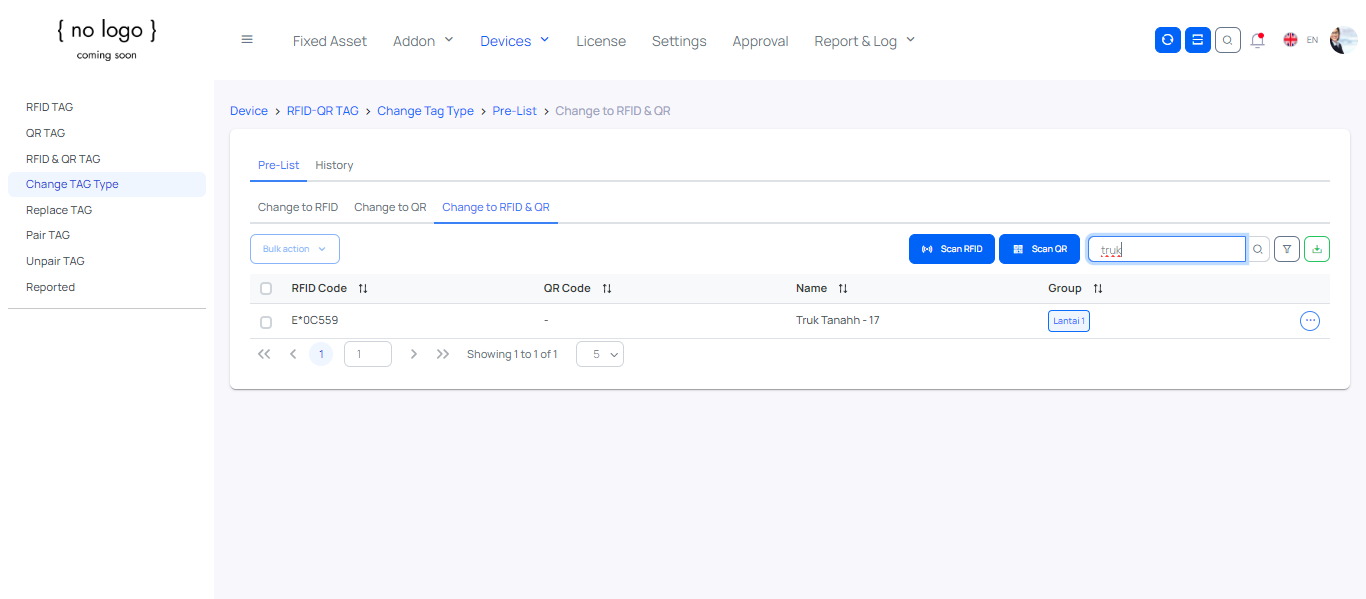 { no logo }
coming soon
Fixed Asset Addon Devices License Settings Approval Report & Log EN
RFID TAG
QR TAG
RFID & QR TAG
Change TAG Type
Replace TAG
Pair TAG
Unpair TAG
Reported
Device > RFID-QR TAG > Change Tag Type > Pre-List > Change to RFID & QR
Pre-List History
Change to RFID Change to QR Change to RFID & QR
Bulk action Scan RFID Scan QR truk
RFID Code QR Code Name Group
E*0C559 - Truk Tanahh - 17 Lantai 1
1 1 Showing 1 to 1 of 1 5